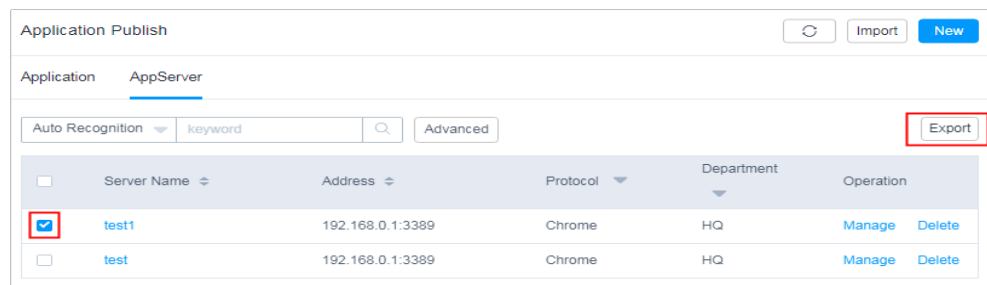 Application Publish Import New
Application AppServer
Auto Recognition keyword Advanced Export
Server Name Address Protocol Department Operation
test1 192.168.0.1:3389 Chrome HQ Manage Delete
test 192.168.0.1:3389 Chrome HQ Manage Delete